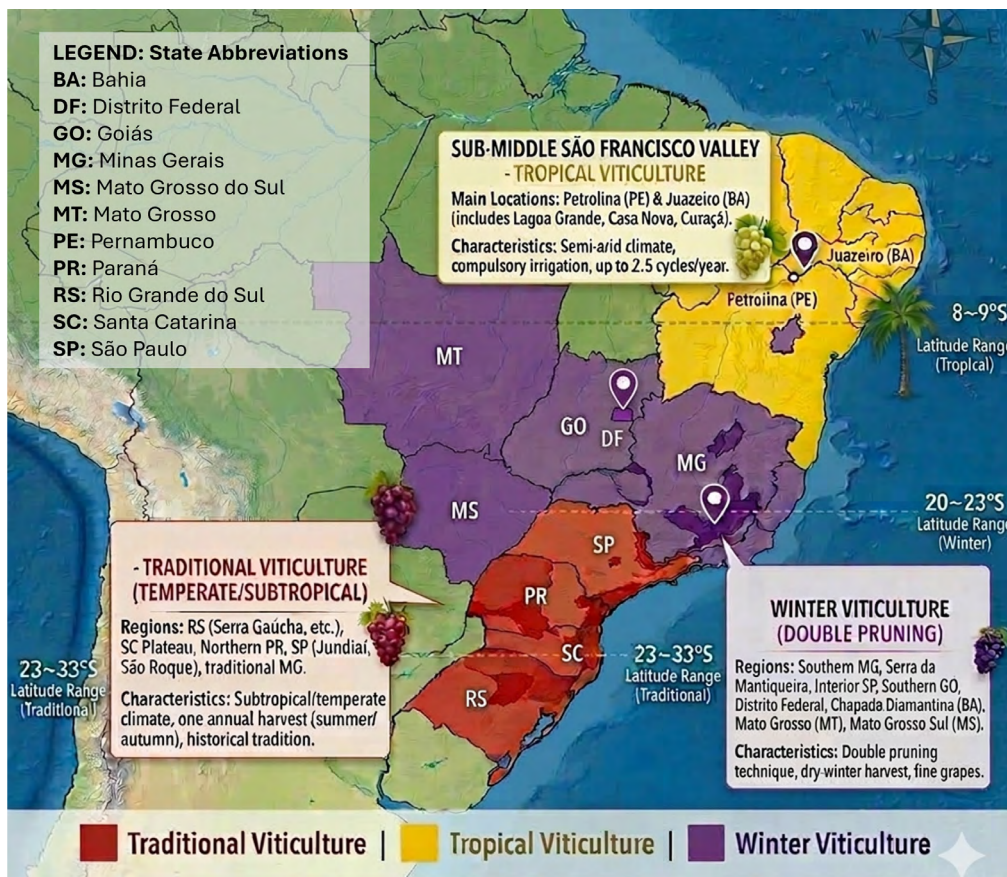 LEGEND: State Abbreviations
BA: Bahia
DF: Distrito Federal
GO: Goiás
MG: Minas Gerais
MS: Mato Grosso do Sul
MT: Mato Grosso
PE: Pernambuco
PR: Paraná
RS: Rio Grande do Sul
SC: Santa Catarina
SP: São Paulo
W
E
S
SUB-MIDDLE SÃO FRANCISCO VALLEY
- TROPICAL VITICULTURE
Main Locations: Petrolina (PE) & Juazeiro (BA)
(includes Lagoa Grande, Casa Nova, Curaçá).
Characteristics: Semi-arid climate,
compulsory irrigation, up to 2.5 cycles/year.
Juazeiro (BA)
Petroiina (PE)
8~9°S
Latitude Rang
(Tropical)
MT
GO
DF
MG
MS
20~23°S
Latitude Rang
(Winter)
SP
PR
SC
RS
- TRADITIONAL VITICULTURE
(TEMPERATE/SUBTROPICAL)
Regions: RS (Serra Gaúcha, etc.),
SC Plateau, Northern PR, SP (Jundiaí,
São Roque), traditional MG.
Characteristics: Subtropical/temperate
climate, one annual harvest (summer/
autumn), historical tradition.
23~33°S
Latitude Range
(Traditional)
23~33°S
Latitude Range
(Traditional)
WINTER VITICULTURE
(DOUBLE PRUNING)
Regions: Southem MG, Serra da
Mantiqueira, Interior SP, Southern GO,
Distrito Federal, Chapada Diamantina (BA).
Mato Grosso (MT), Mato Grosso Sul (MS).
Characteristics: Double pruning
technique, dry-winter harvest, fine grapes.
Traditional Viticulture | Tropical Viticulture | Winter Viticulture